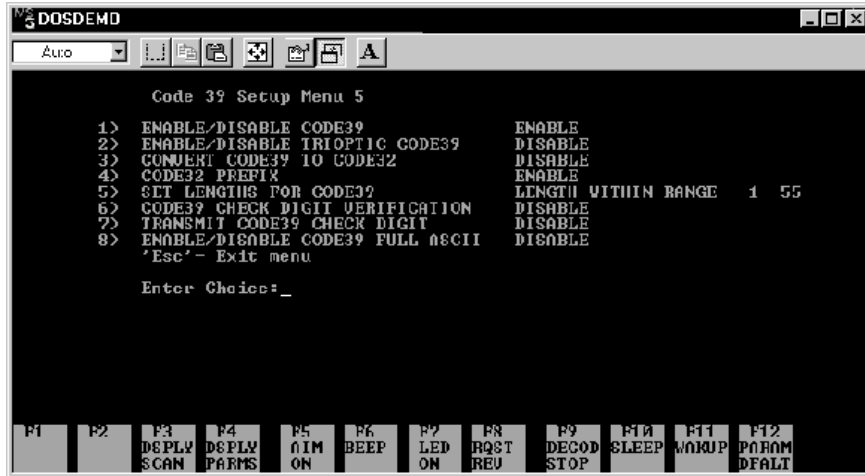 DOSDEMO
Auto
A
Code 39 Setup Menu 5
1> ENABLE/DISABLE CODE39 ENABLE
2> ENABLE/DISABLE TRIOPTIC CODE39 DISABLE
3> CONVERT CODE39 TO CODE32 DISABLE
4> CODE32 PREFIX ENABLE
5> SET LENGTHS FOR CODE39 LENGTH WITHIN RANGE 1 55
6> CODE39 CHECK DIGIT VERIFICATION DISABLE
7> TRANSMIT CODE39 CHECK DIGIT DISABLE
8> ENABLE/DISABLE CODE39 FULL ASCII DISABLE
'Esc'- Exit menu
Enter Choice:_
F1 F2 F3 F4 F5 F6 F7 F8 F9 F10 F11 F12
DSPLY DSPLY AIM BEEP LED RQST DECOD SLEEP WAKUP PARAM
SCAN PARMS ON ON REV STOP DFALT